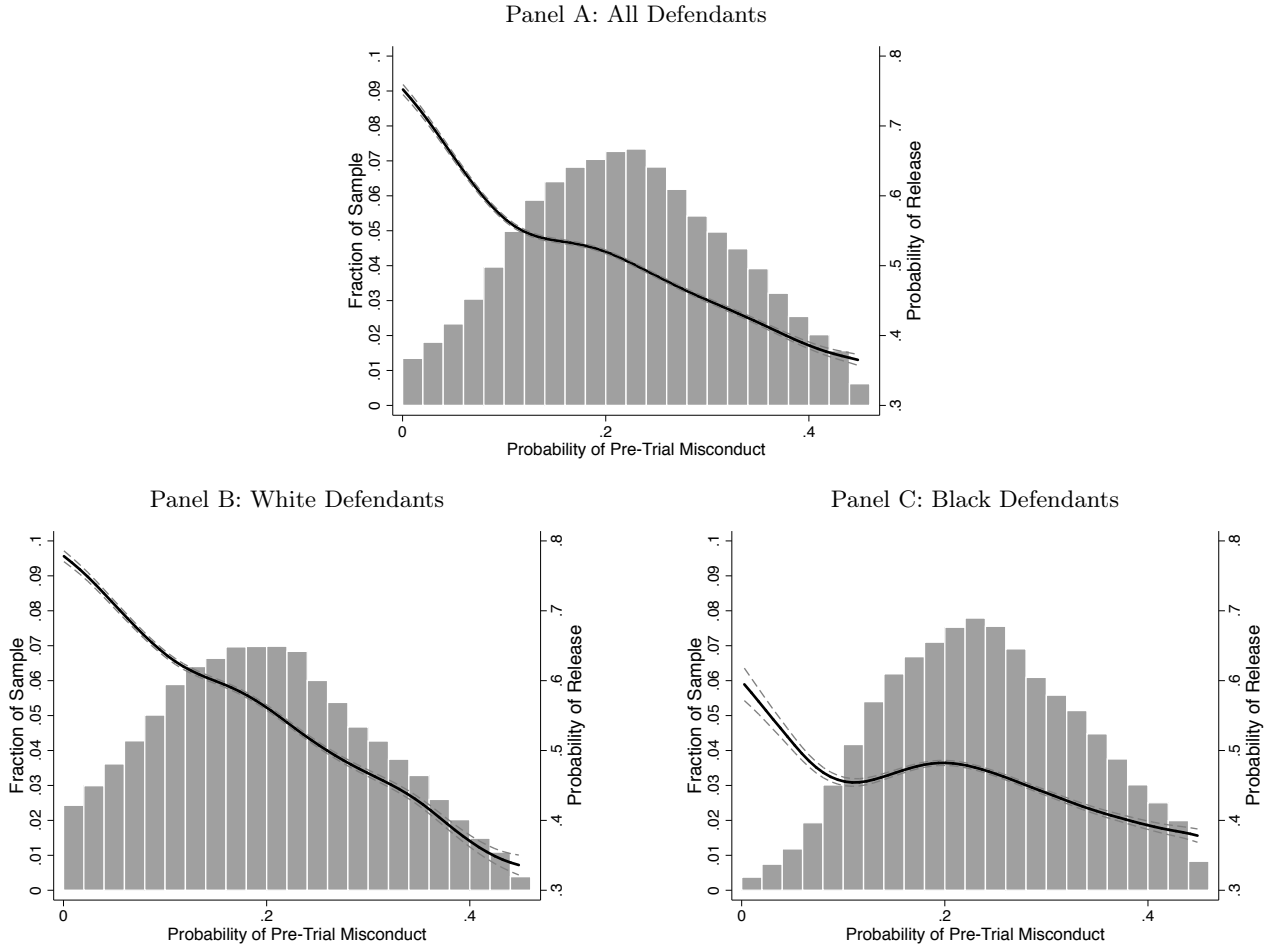 Panel A: All Defendants
Fraction of Sample
0 .01 .02 .03 .04 .05 .06 .07 .08 .09 .1
.3 .4 .5 .6 .7 .8
Probability of Release
0 .2 .4
Probability of Pre-Trial Misconduct
Panel B: White Defendants
Fraction of Sample
0 .01 .02 .03 .04 .05 .06 .07 .08 .09 .1
.3 .4 .5 .6 .7 .8
Probability of Release
0 .2 .4
Probability of Pre-Trial Misconduct
Panel C: Black Defendants
Fraction of Sample
0 .01 .02 .03 .04 .05 .06 .07 .08 .09 .1
.3 .4 .5 .6 .7 .8
Probability of Release
0 .2 .4
Probability of Pre-Trial Misconduct